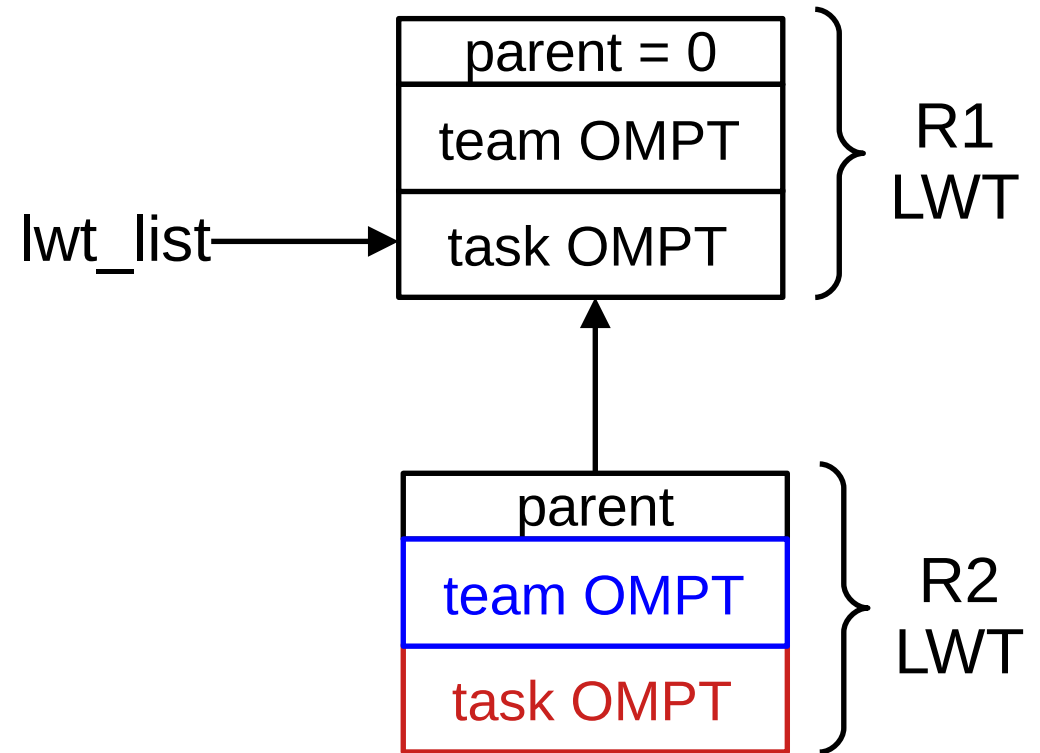 parent = 0
team OMPT
task OMPT
R1
LWT
lwt_list
parent
team OMPT
task OMPT
R2
LWT